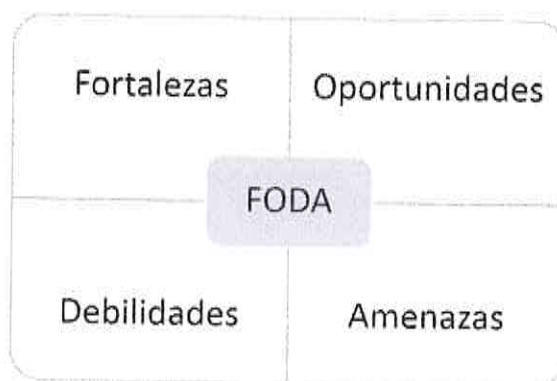 Fortalezas
Oportunidades
FODA
Debilidades
Amenazas